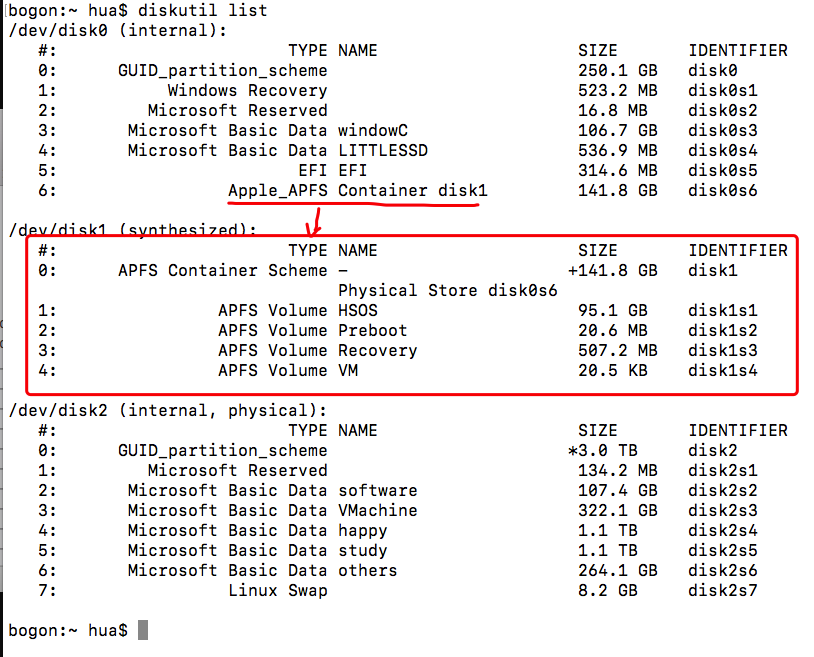 bogon:~ hua$ diskutil list
/dev/disk0 (internal):
#: TYPE NAME SIZE IDENTIFIER
0: GUID_partition_scheme 250.1 GB disk0
1: Windows Recovery 523.2 MB disk0s1
2: Microsoft Reserved 16.8 MB disk0s2
3: Microsoft Basic Data windowC 106.7 GB disk0s3
4: Microsoft Basic Data LITTLESSD 536.9 MB disk0s4
5: EFI EFI 314.6 MB disk0s5
6: Apple_APFS Container disk1 141.8 GB disk0s6
/dev/disk1 (synthesized):
#: TYPE NAME SIZE IDENTIFIER
0: APFS Container Scheme - +141.8 GB disk1
Physical Store disk0s6
1: APFS Volume HSOS 95.1 GB disk1s1
2: APFS Volume Preboot 20.6 MB disk1s2
3: APFS Volume Recovery 507.2 MB disk1s3
4: APFS Volume VM 20.5 KB disk1s4
/dev/disk2 (internal, physical):
#: TYPE NAME SIZE IDENTIFIER
0: GUID_partition_scheme *3.0 TB disk2
1: Microsoft Reserved 134.2 MB disk2s1
2: Microsoft Basic Data software 107.4 GB disk2s2
3: Microsoft Basic Data VMachine 322.1 GB disk2s3
4: Microsoft Basic Data happy 1.1 TB disk2s4
5: Microsoft Basic Data study 1.1 TB disk2s5
6: Microsoft Basic Data others 264.1 GB disk2s6
7: Linux Swap 8.2 GB disk2s7
bogon:~ hua$